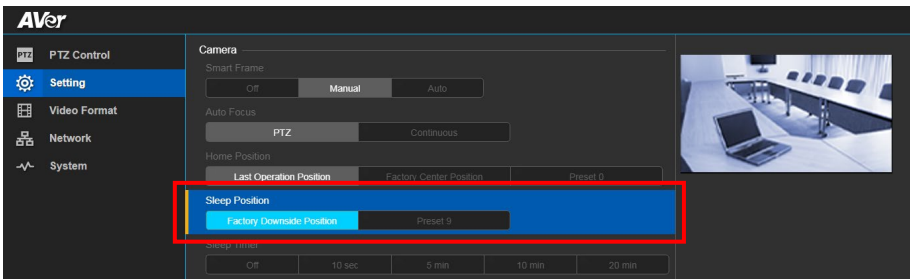 AVer
PTZ PTZ Control
Setting
Video Format
Network
System
Camera
Smart Frame
Off Manual Auto
Auto Focus
PTZ Continuous
Home Position
Last Operation Position Factory Center Position Preset 0
Sleep Position
Factory Downside Position Preset 9
Sleep Timer
Off 10 sec 5 min 10 min 20 min